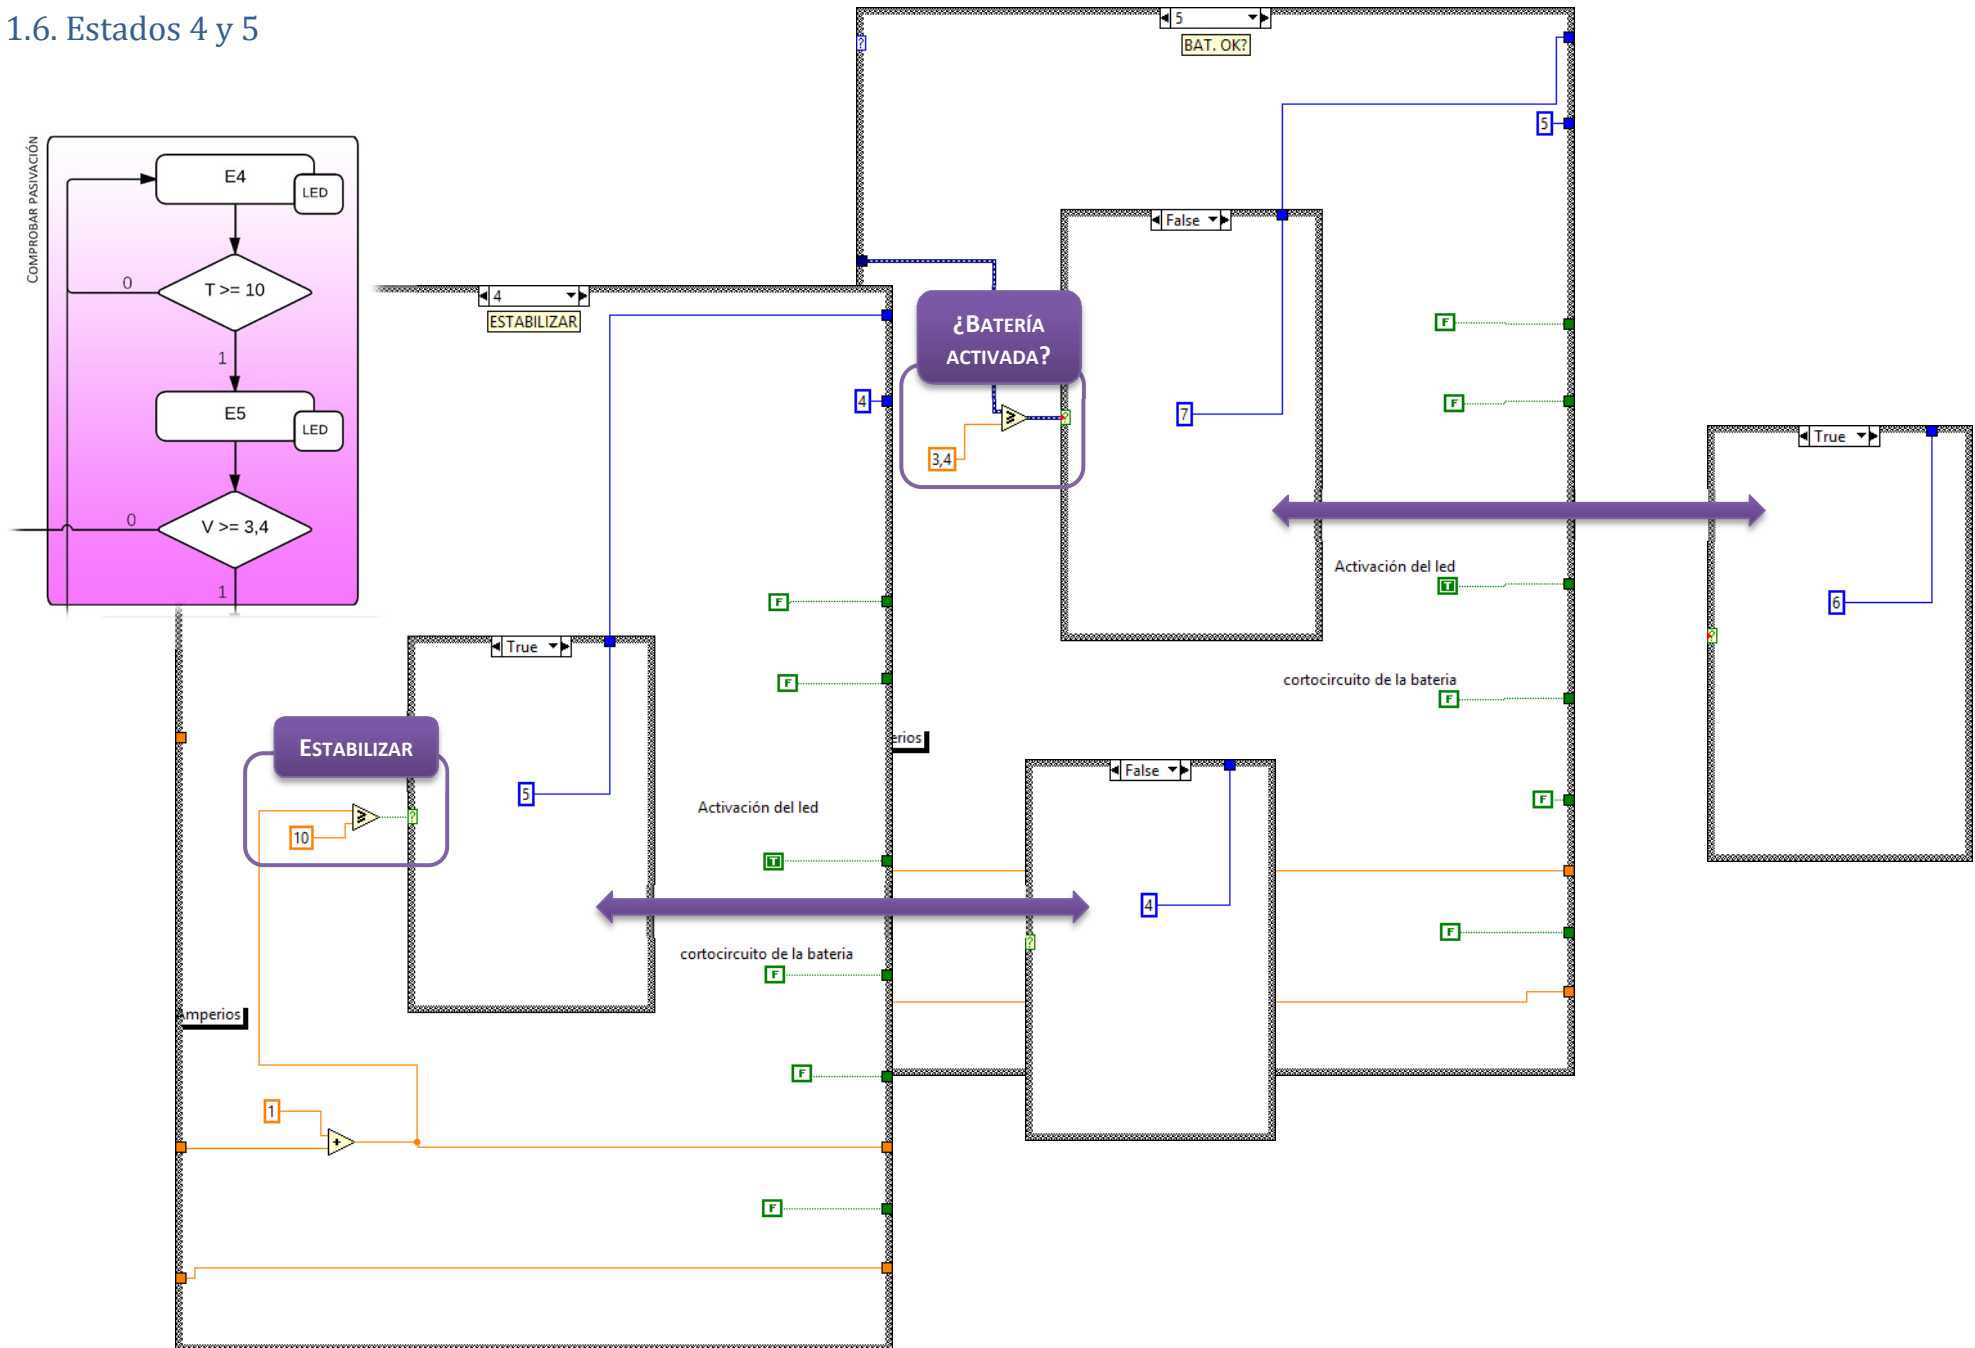 1.6. Estados 4 y 5
COMPROBAR PASIVACIÓN
E4
LED
T >= 10
0
1
E5
LED
V >= 3,4
0
1
5
BAT. OK?
5
False
¿BATERÍA
ACTIVADA?
3,4
7
F
F
Activación del led
T
cortocircuito de la bateria
F
F
F
True
6
4
ESTABILIZAR
4
True
ESTABILIZAR
10
5
F
F
Activación del led
T
cortocircuito de la bateria
F
F
F
Amperios
1
+
erios
False
4